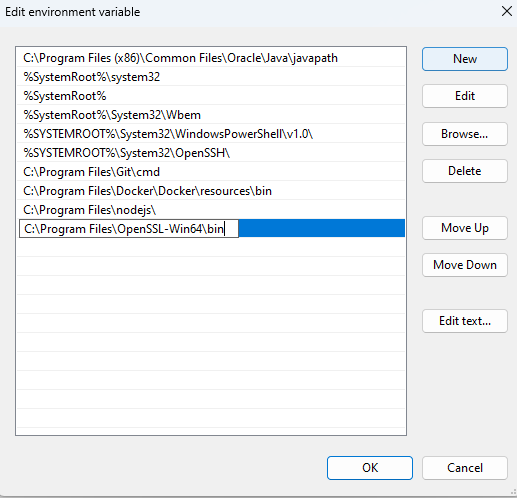 Edit environment variable
C:\Program Files (x86)\Common Files\Oracle\Java\javapath
%SystemRoot%\system32
%SystemRoot%
%SystemRoot%\System32\Wbem
%SYSTEMROOT%\System32\WindowsPowerShell\v1.0\
%SYSTEMROOT%\System32\OpenSSH\
C:\Program Files\Git\cmd
C:\Program Files\Docker\Docker\resources\bin
C:\Program Files\nodejs\
C:\Program Files\OpenSSL-Win64\bin
New
Edit
Browse...
Delete
Move Up
Move Down
Edit text...
OK
Cancel